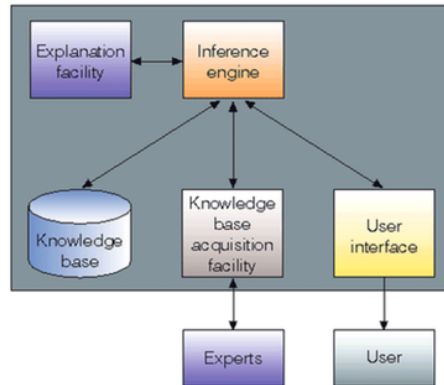 Explanation
facility
Inference
engine
Knowledge
base
Knowledge
base
acquisition
facility
User
interface
Experts
User